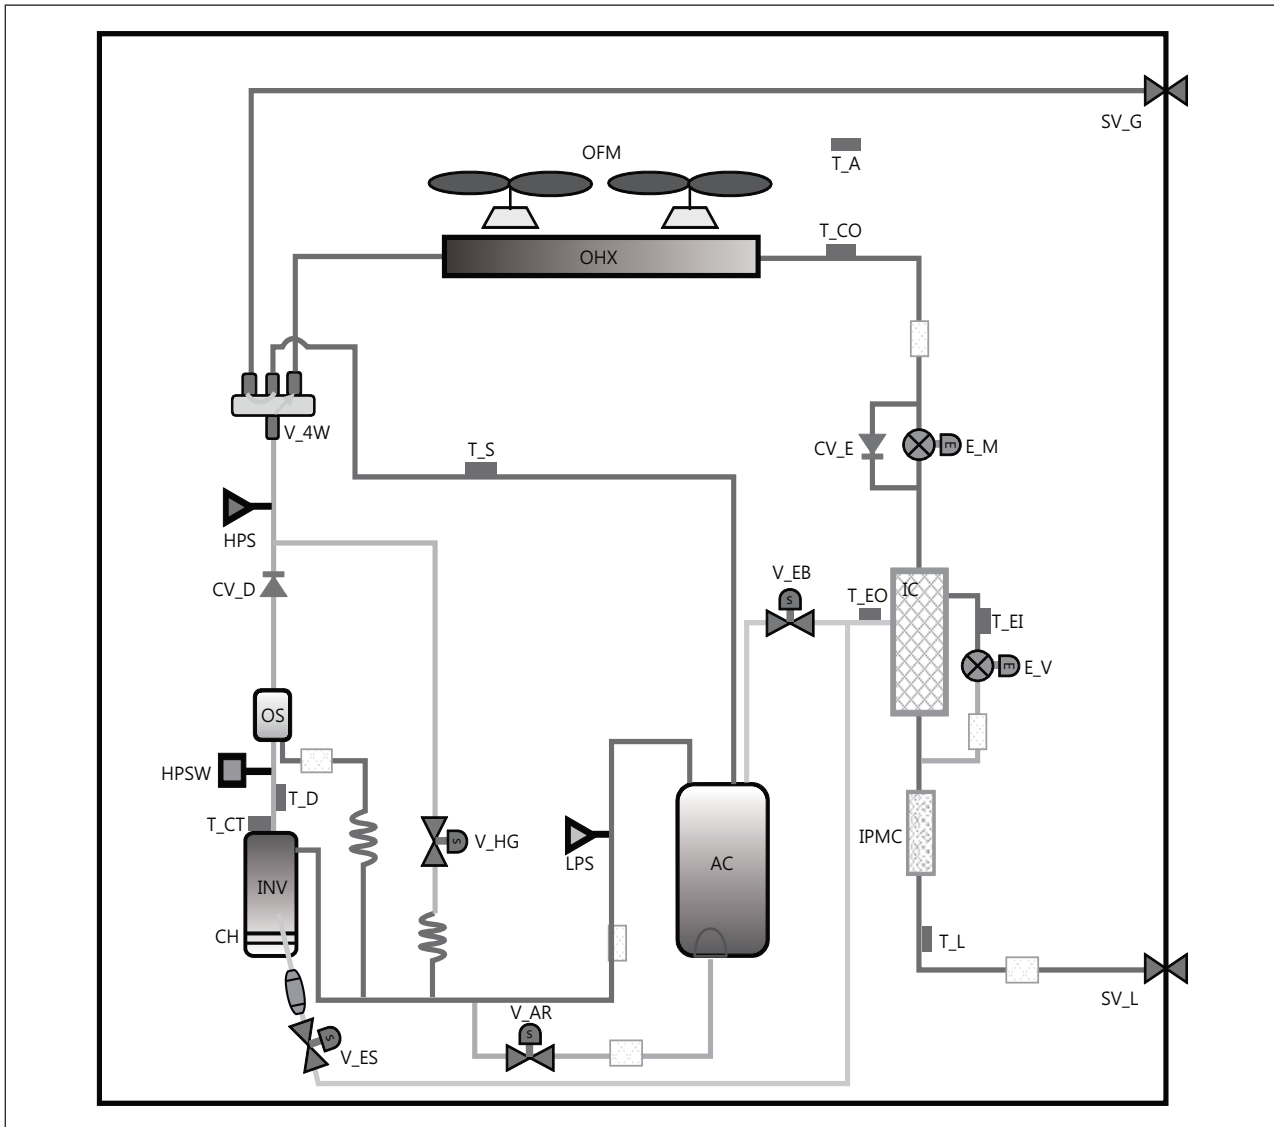 SV_G
OFM
T_A
T_CO
OHX
V_4W
T_S
CV_E
E
E_M
HPS
V_EB
CV_D
S
T_EO
IC
T_EI
E
E_V
OS
HPSW
T_D
T_CT
S
V_HG
LPS
AC
IPMC
INV
CH
T_L
SV_L
V_AR
S
S
V_ES